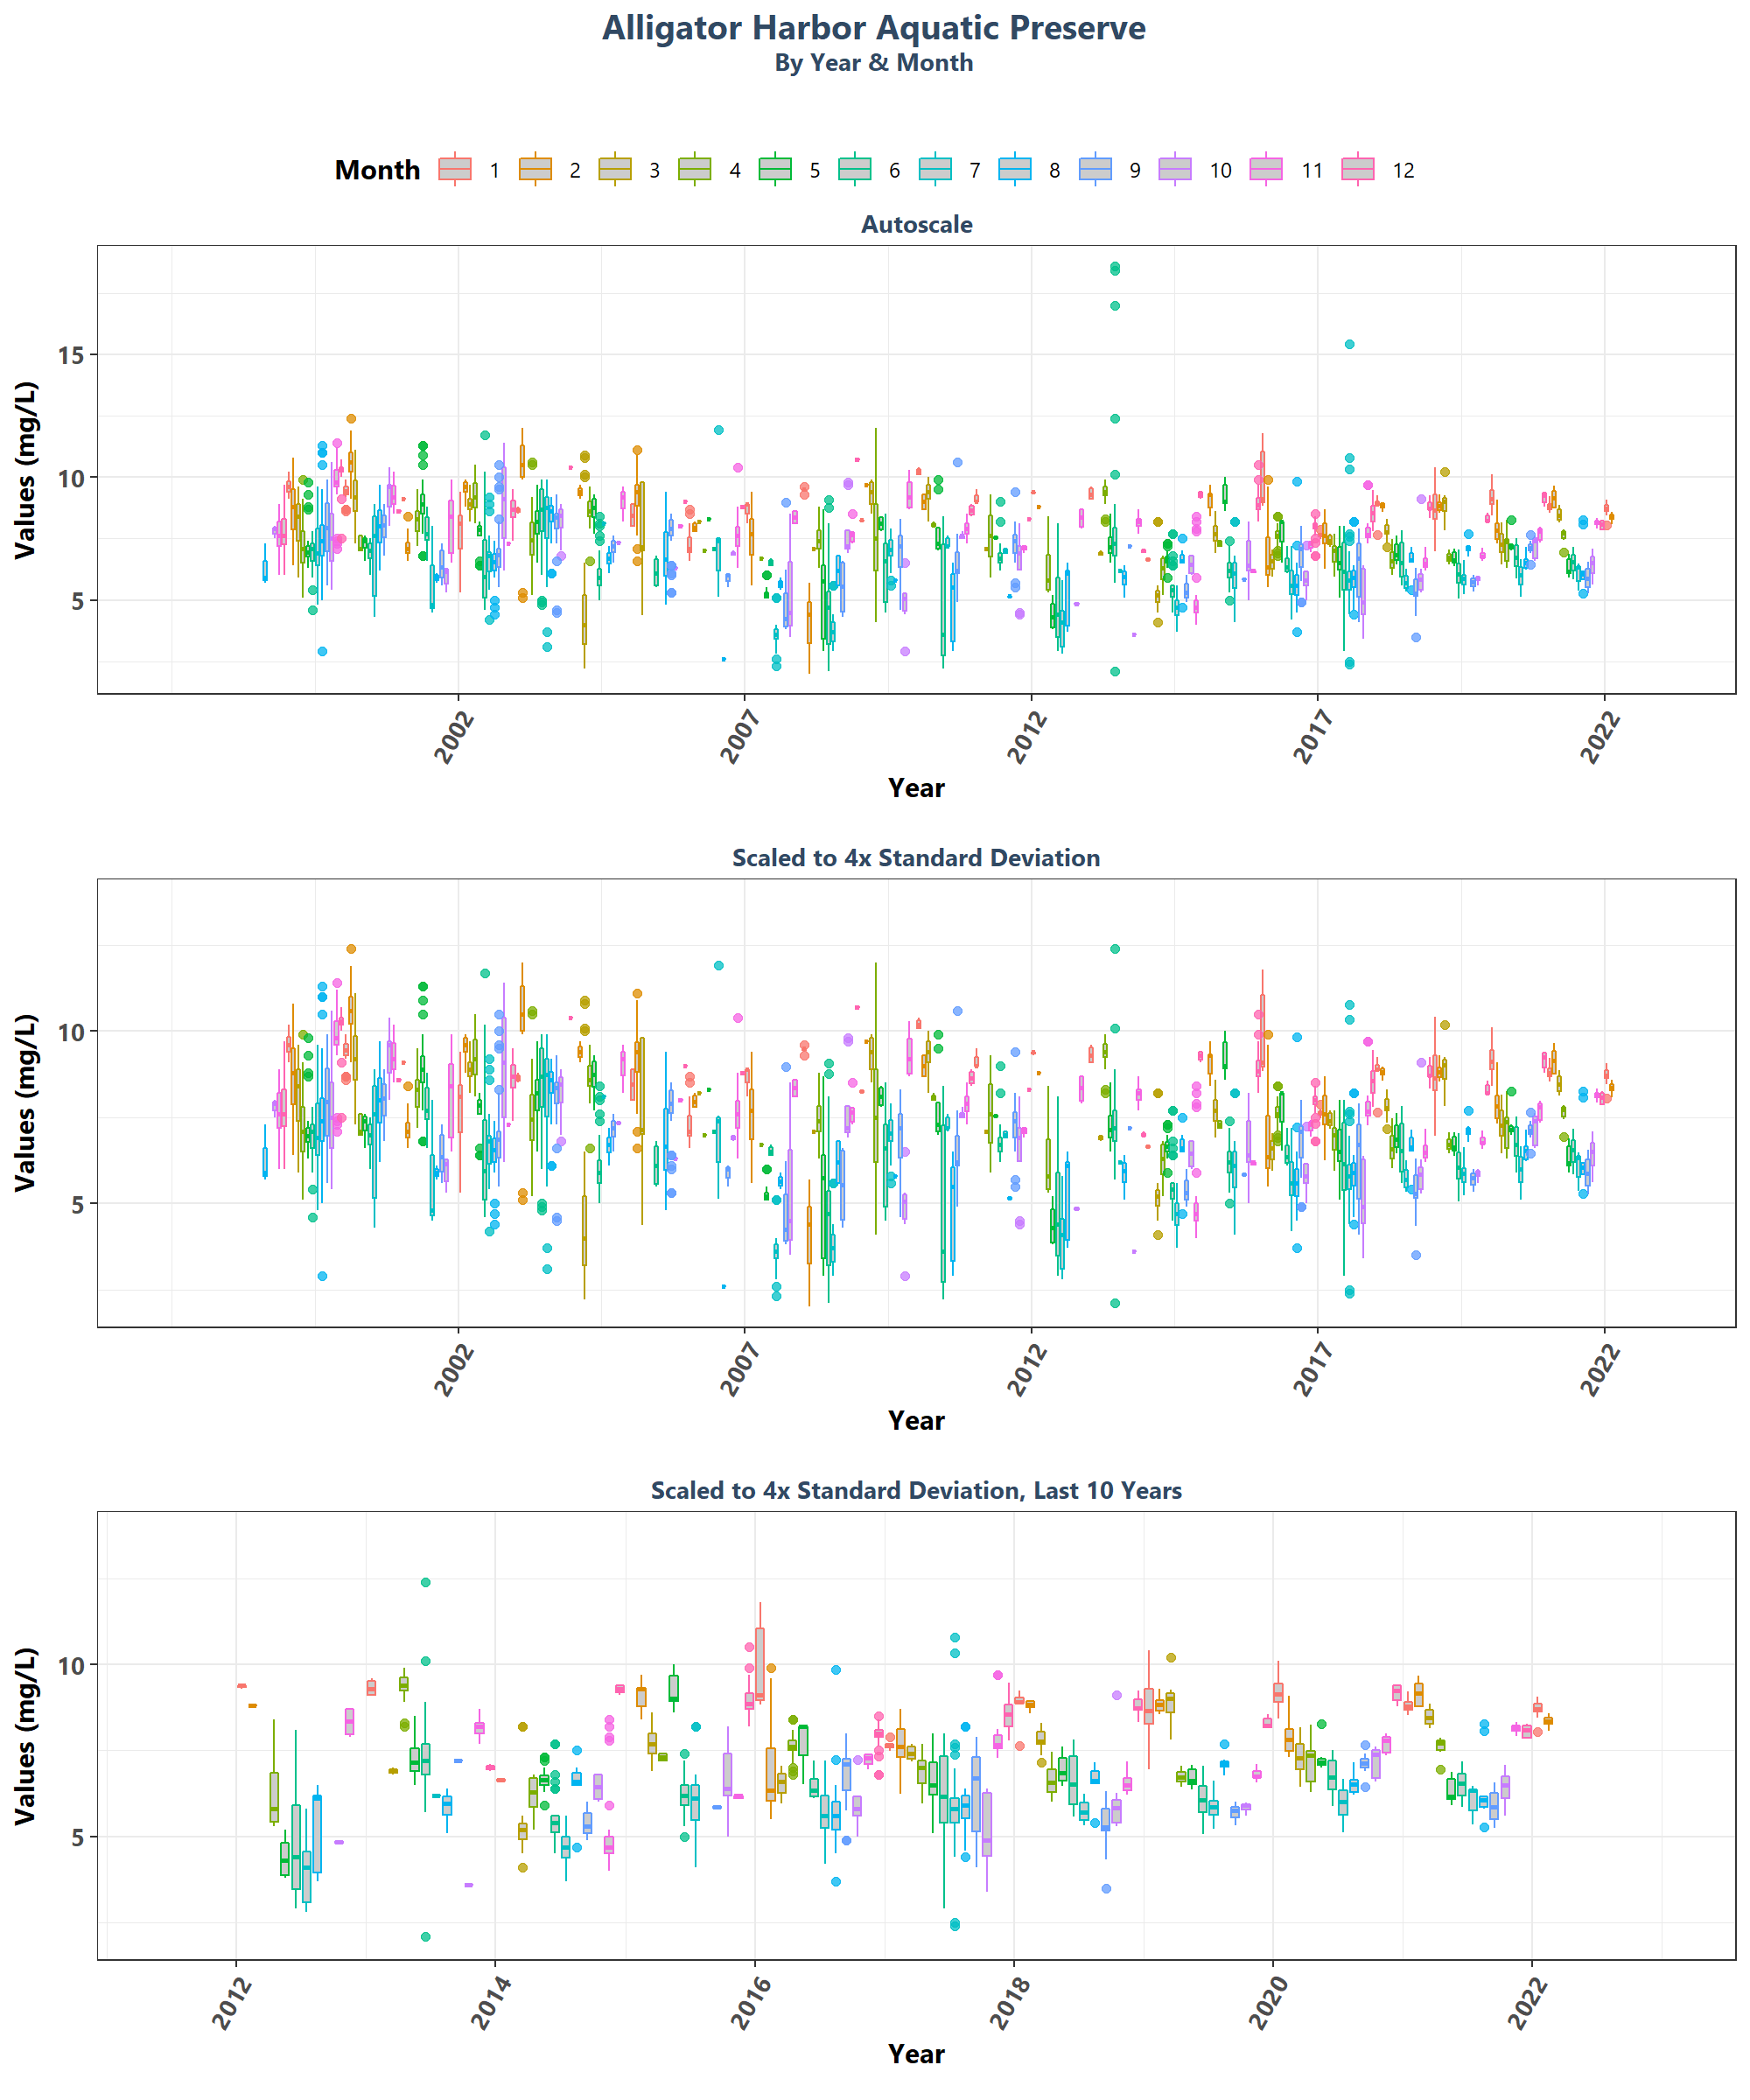 Alligator Harbor Aquatic Preserve
By Year & Month
Month 1 2 3 4 5 6 7 8 9 10 11 12
Autoscale
Values (mg/L)
15
10
5
2002 2007 2012 2017 2022
Year
Scaled to 4x Standard Deviation
Values (mg/L)
10
5
2002 2007 2012 2017 2022
Year
Scaled to 4x Standard Deviation, Last 10 Years
Values (mg/L)
10
5
2012 2014 2016 2018 2020 2022
Year